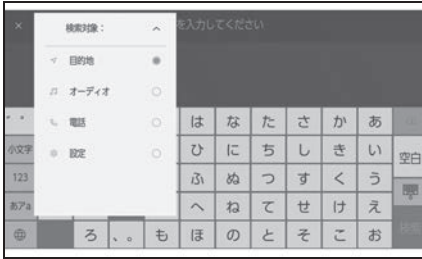 × 検索対象： を入力してください
目的地
オーディオ
電話
設定
゛゜ は な た さ か あ
小文字 ひ に ち し き い 空白
123 ふ ぬ つ す く う
あ?a へ ね て せ け え
ろ 、。 も ほ の と そ こ お 検索